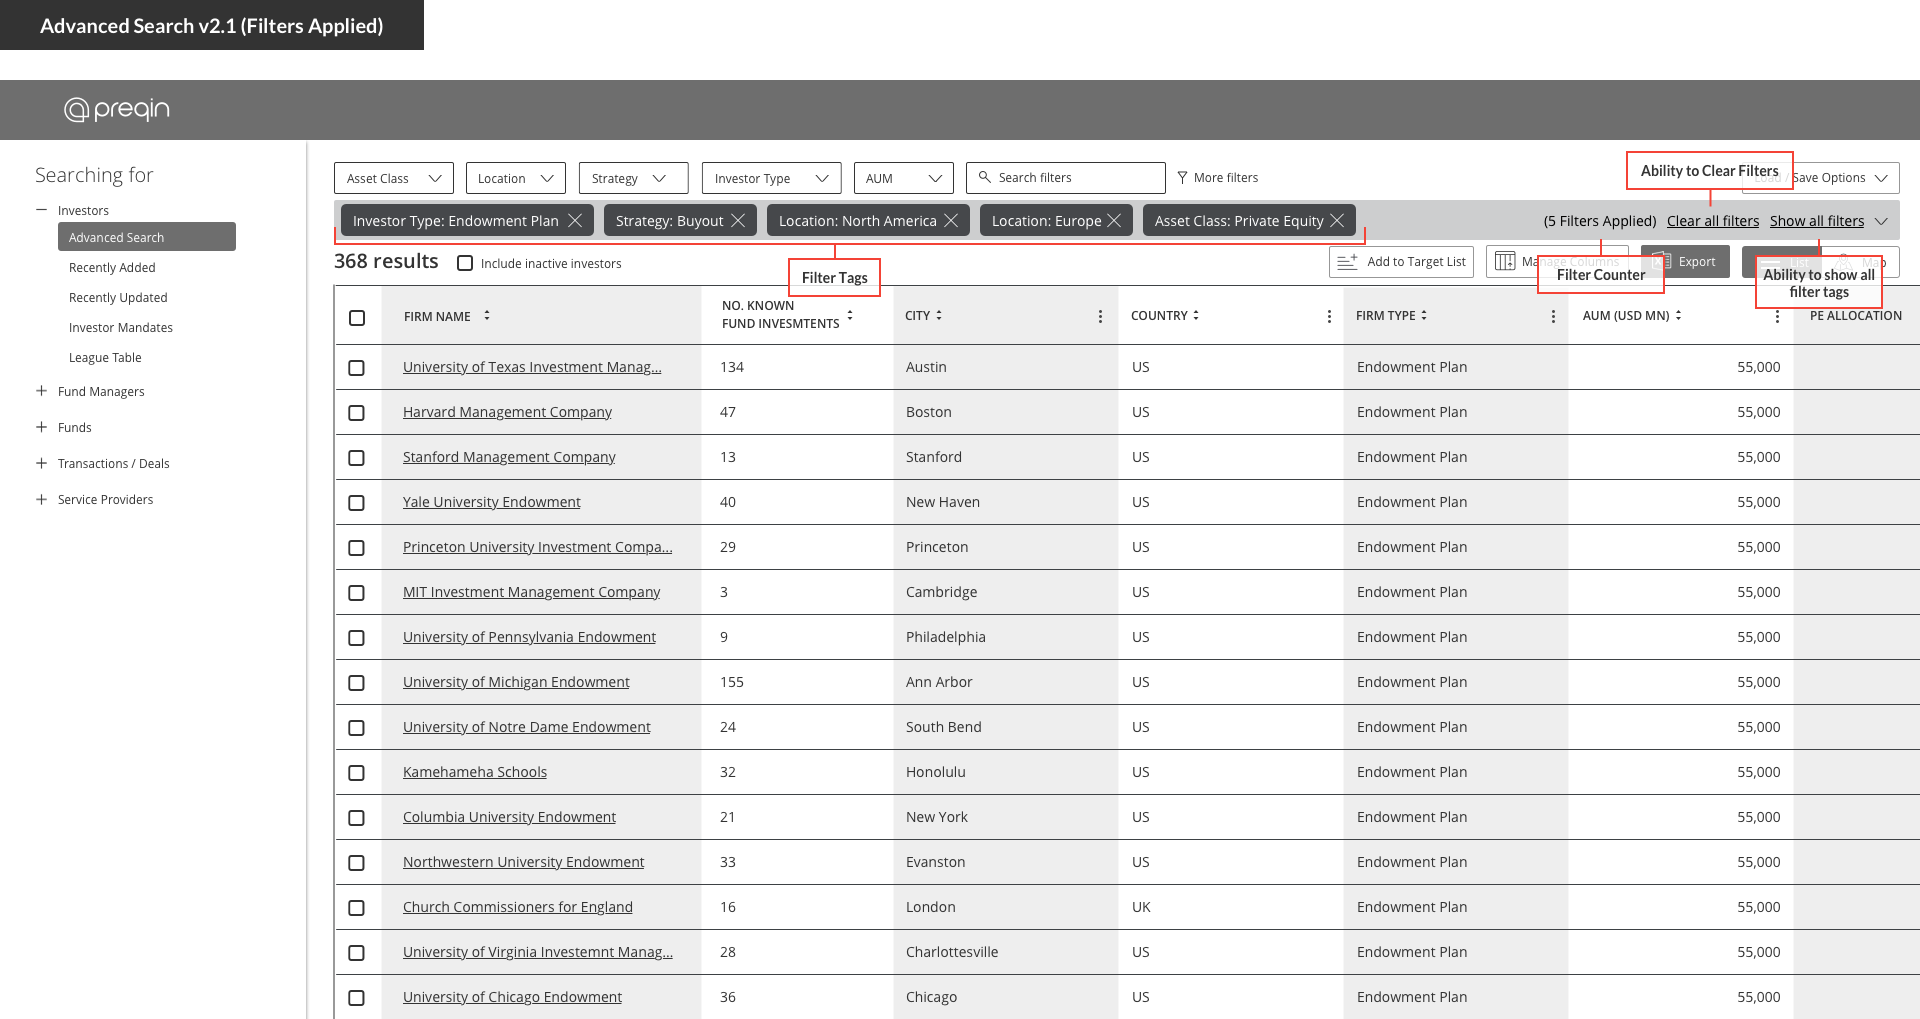 Advanced Search v2.1 (Filters Applied)
preqin
Searching for
Investors
Advanced Search
Recently Added
Recently Updated
Investor Mandates
League Table
Fund Managers
Funds
Transactions / Deals
Service Providers
Asset Class
Location
Strategy
Investor Type
AUM
Search filters
More filters
Ability to Clear Filters
Load / Save Options
Investor Type: Endowment Plan
Strategy: Buyout
Location: North America
Location: Europe
Asset Class: Private Equity
(5 Filters Applied) Clear all filters Show all filters
368 results
Include inactive investors
Filter Tags
Add to Target List
Manage Columns
Filter Counter
Export
List
Map
Ability to show all
filter tags
FIRM NAME
NO. KNOWN
FUND INVESMTENTS
CITY
COUNTRY
FIRM TYPE
AUM (USD MN)
PE ALLOCATION
University of Texas Investment Manag... 134 Austin US Endowment Plan 55,000
Harvard Management Company 47 Boston US Endowment Plan 55,000
Stanford Management Company 13 Stanford US Endowment Plan 55,000
Yale University Endowment 40 New Haven US Endowment Plan 55,000
Princeton University Investment Compa... 29 Princeton US Endowment Plan 55,000
MIT Investment Management Company 3 Cambridge US Endowment Plan 55,000
University of Pennsylvania Endowment 9 Philadelphia US Endowment Plan 55,000
University of Michigan Endowment 155 Ann Arbor US Endowment Plan 55,000
University of Notre Dame Endowment 24 South Bend US Endowment Plan 55,000
Kamehameha Schools 32 Honolulu US Endowment Plan 55,000
Columbia University Endowment 21 New York US Endowment Plan 55,000
Northwestern University Endowment 33 Evanston US Endowment Plan 55,000
Church Commissioners for England 16 London UK Endowment Plan 55,000
University of Virginia Investemnt Manag... 28 Charlottesville US Endowment Plan 55,000
University of Chicago Endowment 36 Chicago US Endowment Plan 55,000